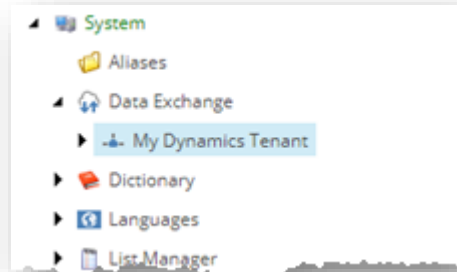 System
Aliases
Data Exchange
My Dynamics Tenant
Dictionary
Languages
List Manager